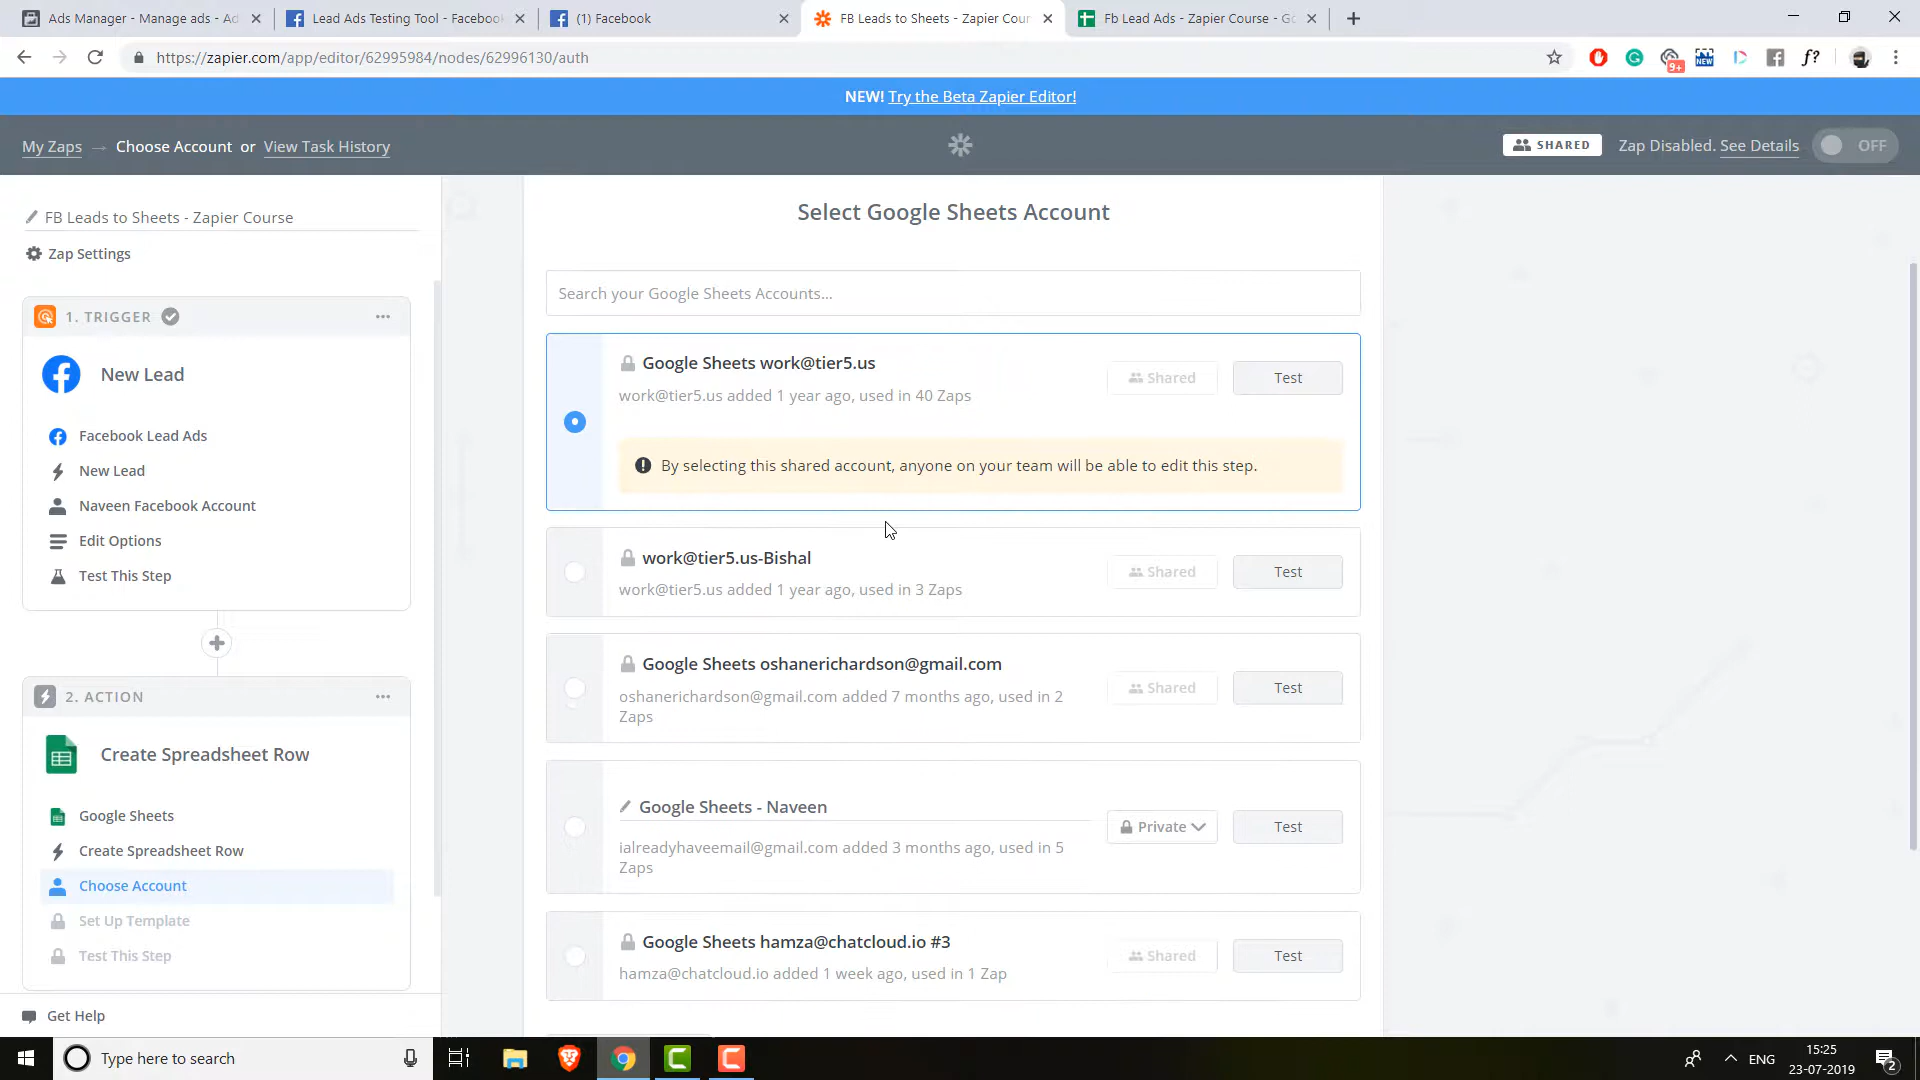 Ads Manager - Manage ads - Ad
Lead Ads Testing Tool - Facebook
(1) Facebook
FB Leads to Sheets - Zapier Cour
Fb Lead Ads - Zapier Course - Go
https://zapier.com/app/editor/62995984/nodes/62996130/auth
9+
NEW
f?
NEW! Try the Beta Zapier Editor!
My Zaps → Choose Account or View Task History
SHARED
Zap Disabled. See Details
OFF
FB Leads to Sheets - Zapier Course
Zap Settings
1. TRIGGER
New Lead
Facebook Lead Ads
New Lead
Naveen Facebook Account
Edit Options
Test This Step
2. ACTION
Create Spreadsheet Row
Google Sheets
Create Spreadsheet Row
Choose Account
Set Up Template
Test This Step
Get Help
Select Google Sheets Account
Search your Google Sheets Accounts...
Google Sheets work@tier5.us
work@tier5.us added 1 year ago, used in 40 Zaps
Shared
Test
By selecting this shared account, anyone on your team will be able to edit this step.
work@tier5.us-Bishal
work@tier5.us added 1 year ago, used in 3 Zaps
Shared
Test
Google Sheets oshanerichardson@gmail.com
oshanerichardson@gmail.com added 7 months ago, used in 2
Zaps
Shared
Test
Google Sheets - Naveen
ialreadyhaveemail@gmail.com added 3 months ago, used in 5
Zaps
Private
Test
Google Sheets hamza@chatcloud.io #3
hamza@chatcloud.io added 1 week ago, used in 1 Zap
Shared
Test
Type here to search
ENG
15:25
23-07-2019
2